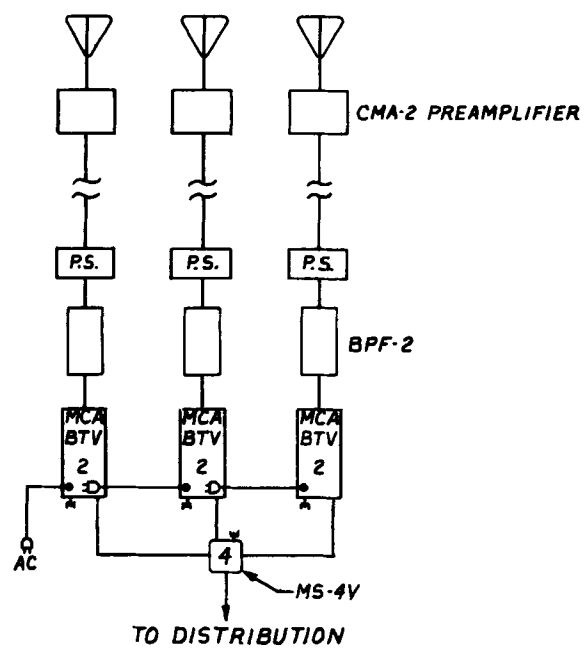 CMA-2 PREAMPLIFIER
P.S. P.S. P.S.
BPF-2
MCA MCA MCA
BTV BTV BTV
2 2 2
AC
4
MS-4V
TO DISTRIBUTION